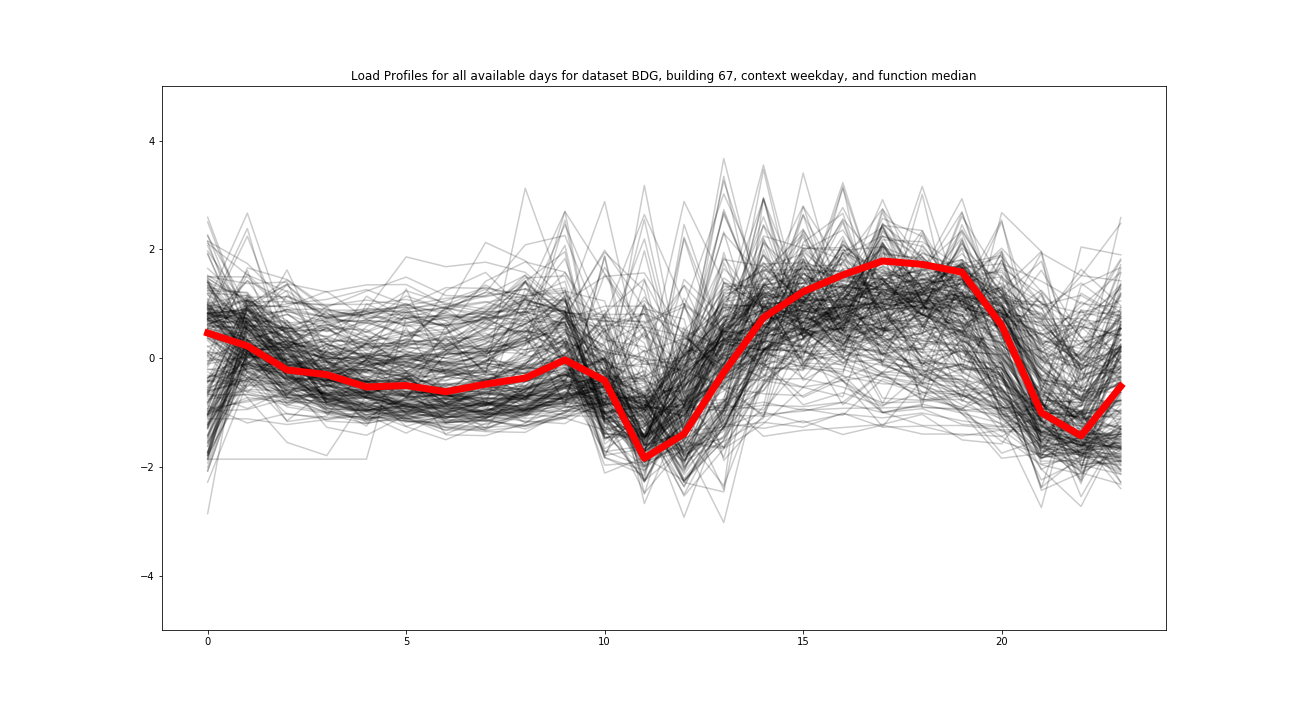 Load Profiles for all available days for dataset BDG, building 67, context weekday, and function median
4
2
0
−2
−4
0 5 10 15 20